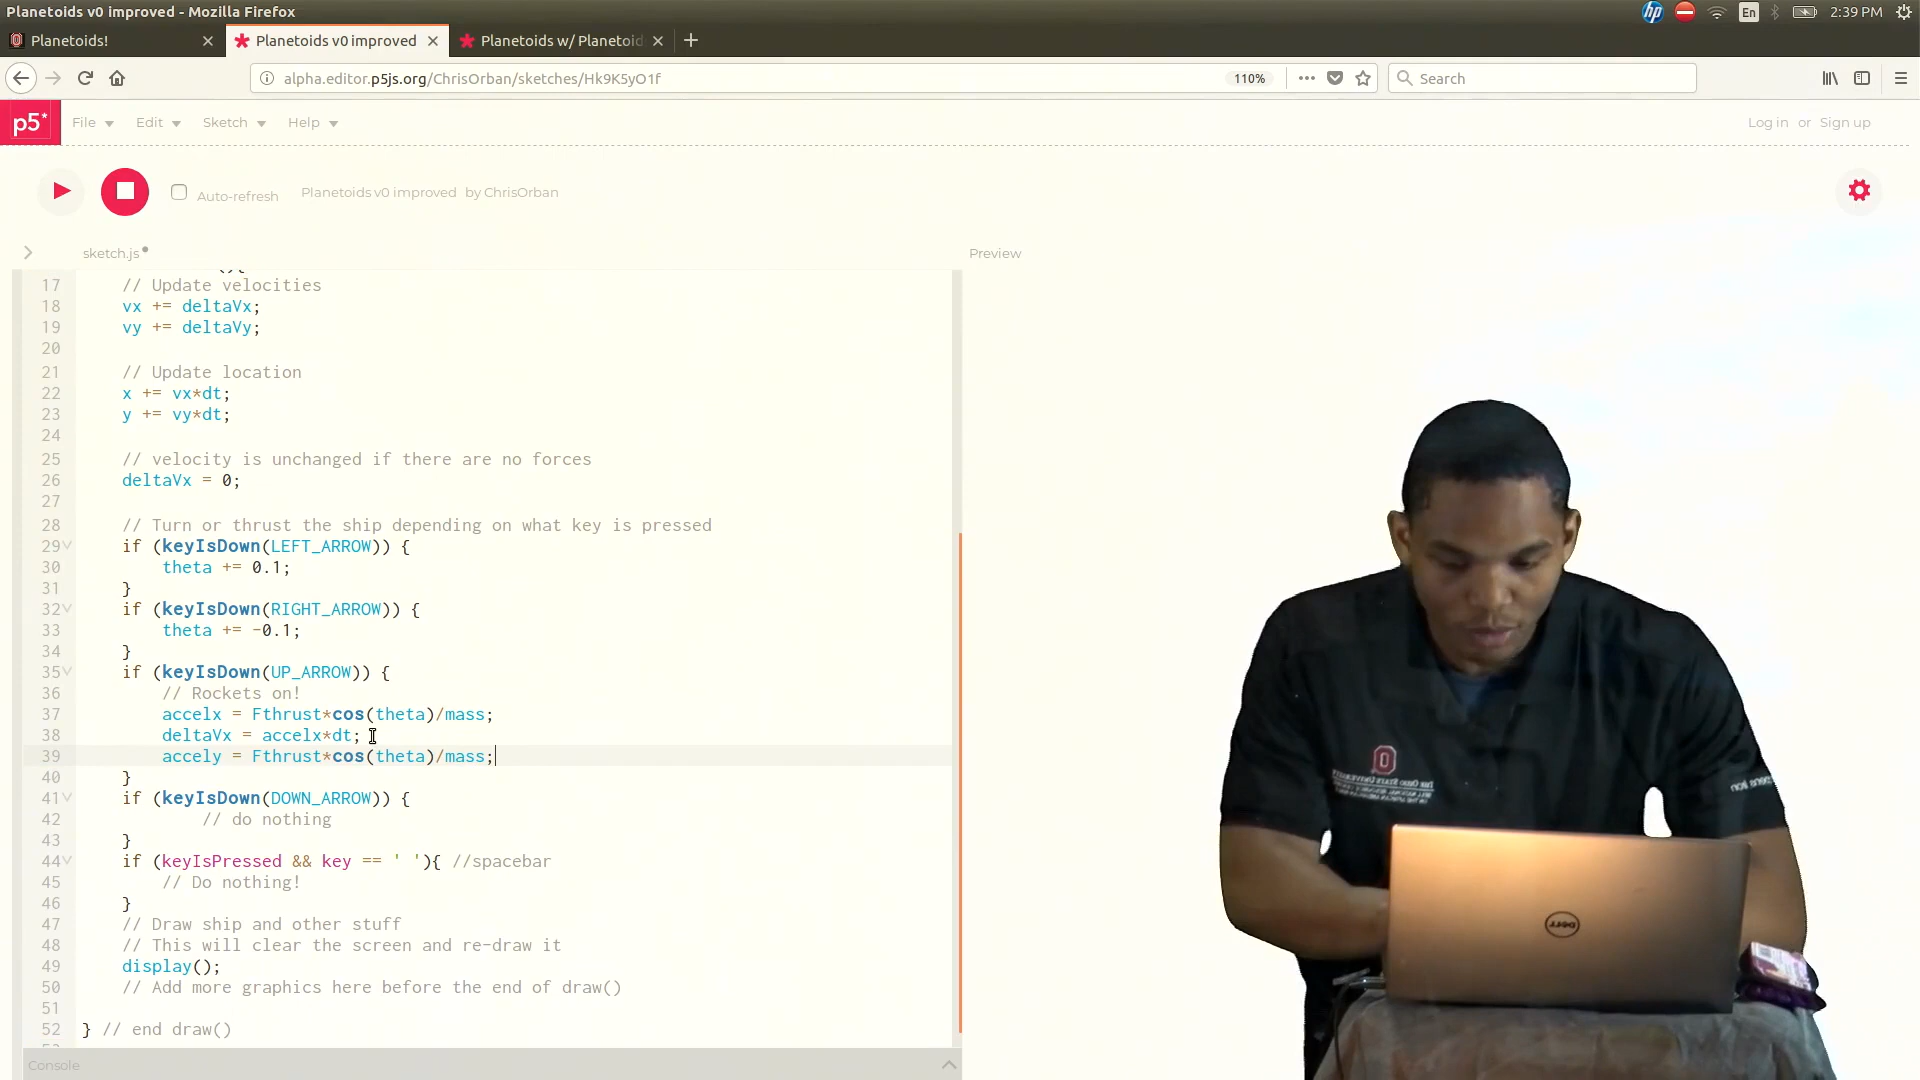 Planetoids v0 improved - Mozilla Firefox
hp En 2:39 PM
Planetoids! Planetoids v0 improved Planetoids w/ Planetoid
alpha.editor.p5js.org/ChrisOrban/sketches/Hk9K5yO1f 110% Search
p5* File Edit Sketch Help Log in or Sign up
Auto-refresh Planetoids v0 improved by ChrisOrban
sketch.js Preview
17 // Update velocities
18 vx += deltaVx;
19 vy += deltaVy;
20
21 // Update location
22 x += vx*dt;
23 y += vy*dt;
24
25 // velocity is unchanged if there are no forces
26 deltaVx = 0;
27
28 // Turn or thrust the ship depending on what key is pressed
29 if (keyIsDown(LEFT_ARROW)) {
30 theta += 0.1;
31 }
32 if (keyIsDown(RIGHT_ARROW)) {
33 theta += -0.1;
34 }
35 if (keyIsDown(UP_ARROW)) {
36 // Rockets on!
37 accelx = Fthrust*cos(theta)/mass;
38 deltaVx = accelx*dt;
39 accely = Fthrust*cos(theta)/mass;
40 }
41 if (keyIsDown(DOWN_ARROW)) {
42 // do nothing
43 }
44 if (keyIsPressed && key == ' '){ //spacebar
45 // Do nothing!
46 }
47 // Draw ship and other stuff
48 // This will clear the screen and re-draw it
49 display();
50 // Add more graphics here before the end of draw()
51
52 } // end draw()
Console
DELL